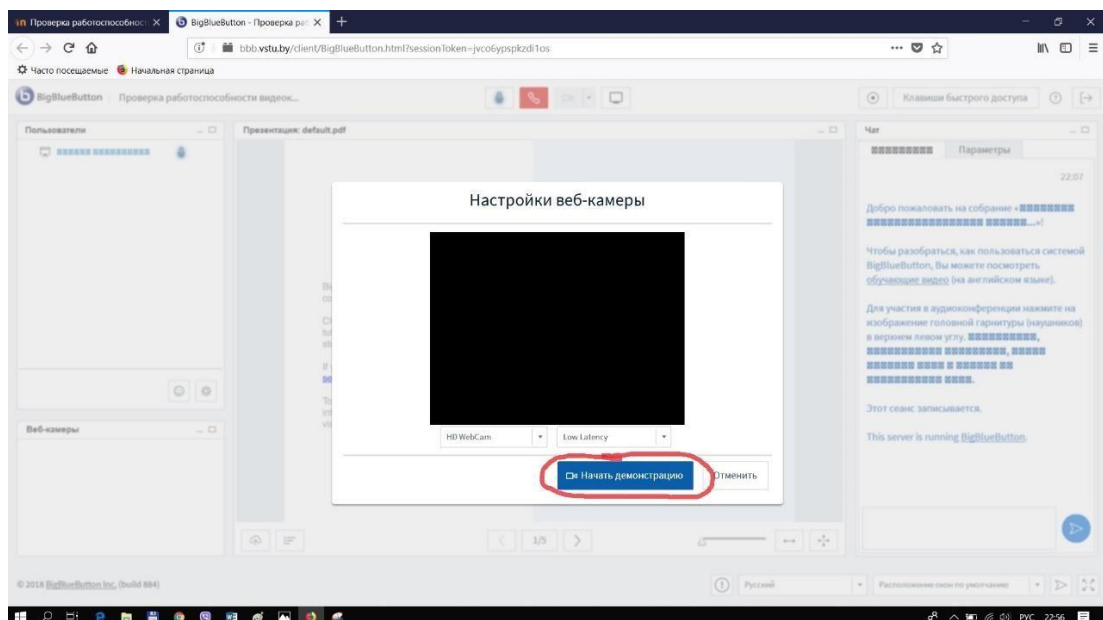 Проверка работоспособнос
BigBlueButton - Проверка раб
bbb.vstu.by/client/BigBlueButton.html?sessionToken=jvco6ypspkzdi1os
Часто посещаемые
Начальная страница
BigBlueButton
Проверка работоспособности видеок...
Клавиши быстрого доступа
Пользователи
Презентация: default.pdf
Чат
Параметры
22:07
Добро пожаловать на собрание «
...»!
Чтобы разобраться, как пользоваться системой
BigBlueButton, Вы можете посмотреть
обучающие видео (на английском языке).
Для участия в аудиоконференции нажмите на
изображение головной гарнитуры (наушников)
в верхнем левом углу.
Этот сеанс записывается.
This server is running BigBlueButton.
Настройки веб-камеры
HD WebCam
Low Latency
Начать демонстрацию
Отменить
Веб-камеры
1/5
© 2018 BigBlueButton Inc. (build 884)
Русский
Расположение окон по умолчанию
РУС
22:56